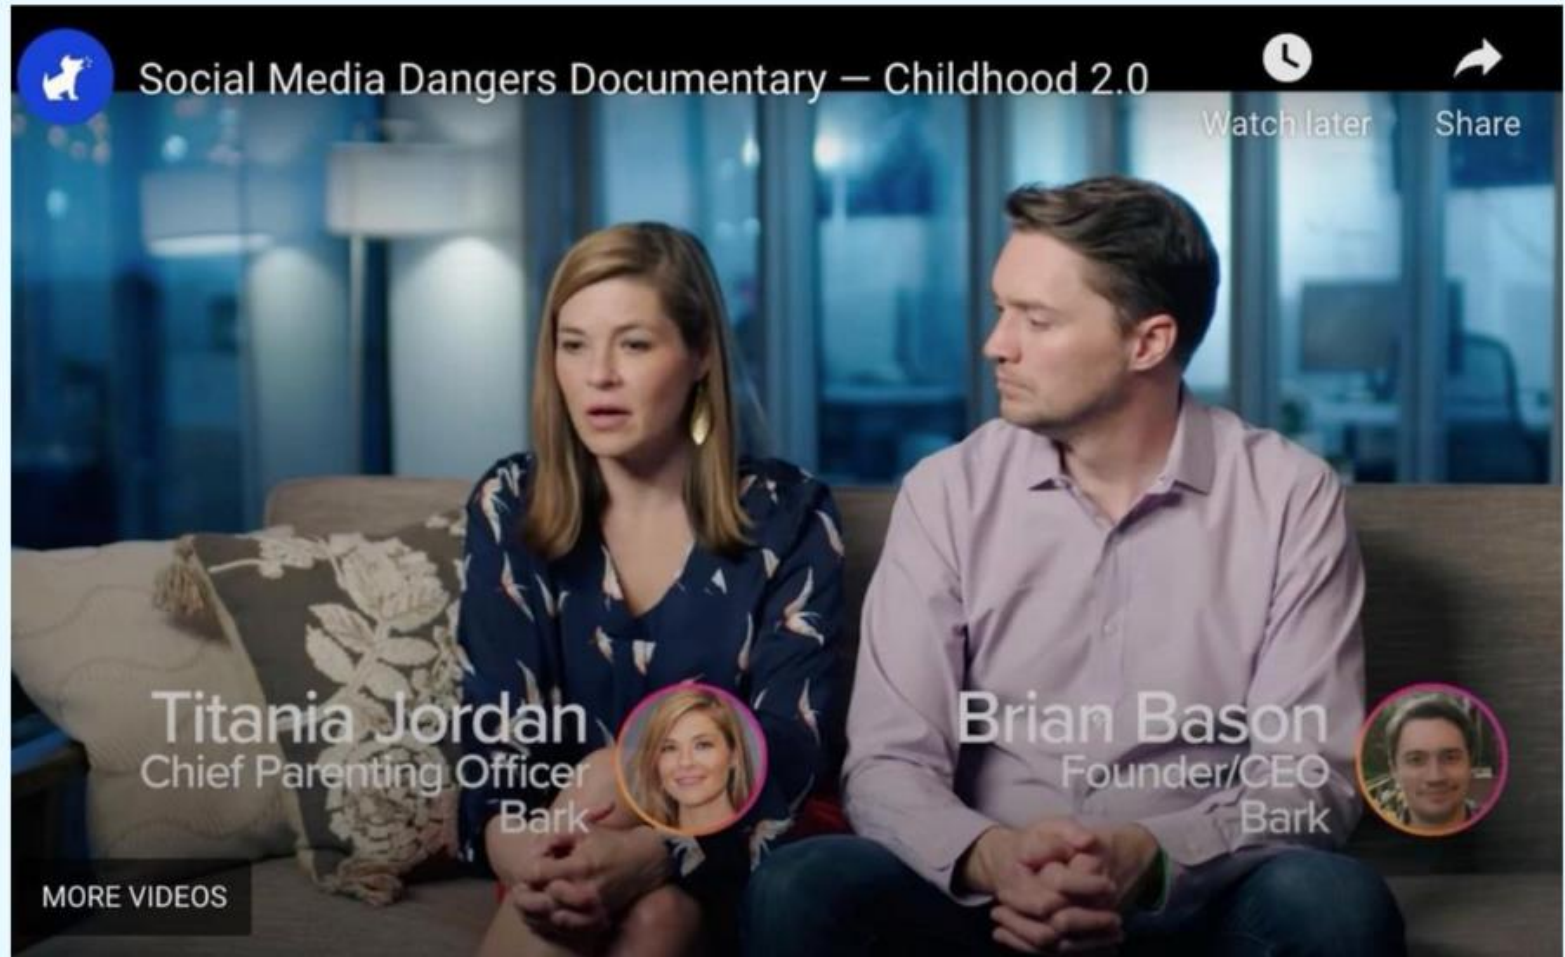 Social Media Dangers Documentary — Childhood 2.0
Watch later
Share
Titania Jordan
Chief Parenting Officer
Bark
Brian Bason
Founder/CEO
Bark
MORE VIDEOS